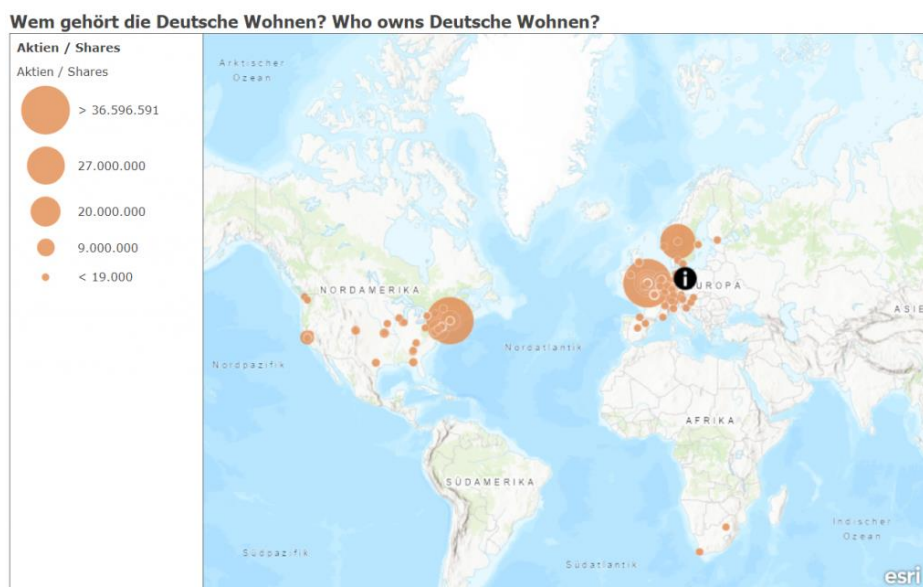 Wem gehört die Deutsche Wohnen? Who owns Deutsche Wohnen?
Aktien / Shares
Aktien / Shares
> 36.596.591
27.000.000
20.000.000
9.000.000
< 19.000
Arktischer
Ozean
NORDAMERIKA
EUROPA
ASIE
Nordatlantik
Nordpazifik
AFRIKA
SÜDAMERIKA
Indischer
Ozean
Südpazifik
Südatlantik
esri